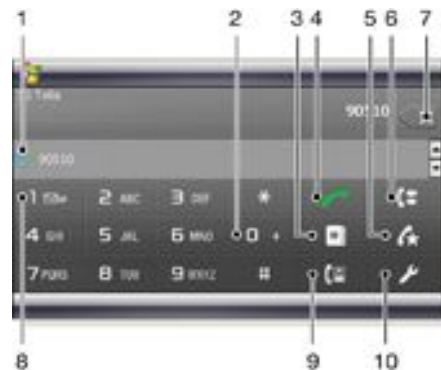 1 2 3 4 5 6 7
90510
90510
1 2 ABC 3 DEF *
4 GHI 5 JKL 6 MNO 0 +
7 PQRS 8 TUV 9 WXYZ #
8 9 10